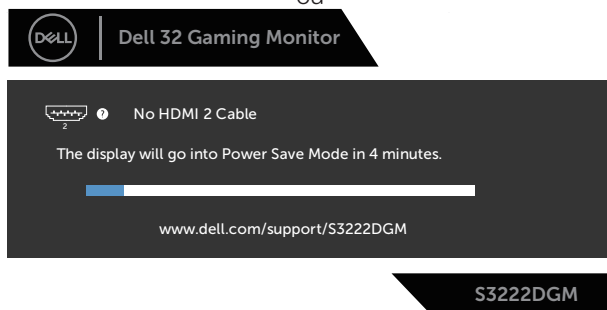 ou
DELL
Dell 32 Gaming Monitor
? No HDMI 2 Cable
2
The display will go into Power Save Mode in 4 minutes.
www.dell.com/support/S3222DGM
S3222DGM